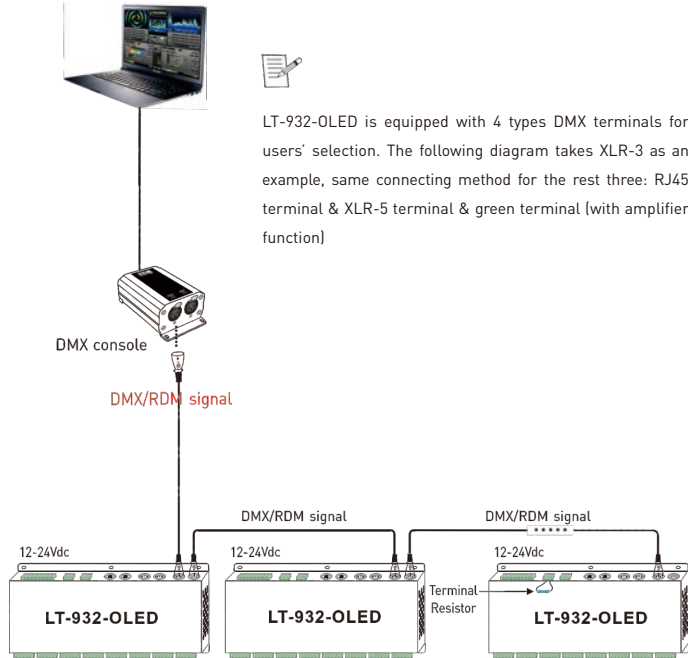 LT-932-OLED is equipped with 4 types DMX terminals for
users’ selection. The following diagram takes XLR-3 as an
example, same connecting method for the rest three: RJ45
terminal & XLR-5 terminal & green terminal (with amplifier
function)
DMX console
DMX/RDM signal
DMX/RDM signal
DMX/RDM signal
12-24Vdc
12-24Vdc
12-24Vdc
Terminal
Resistor
LT-932-OLED
LT-932-OLED
LT-932-OLED